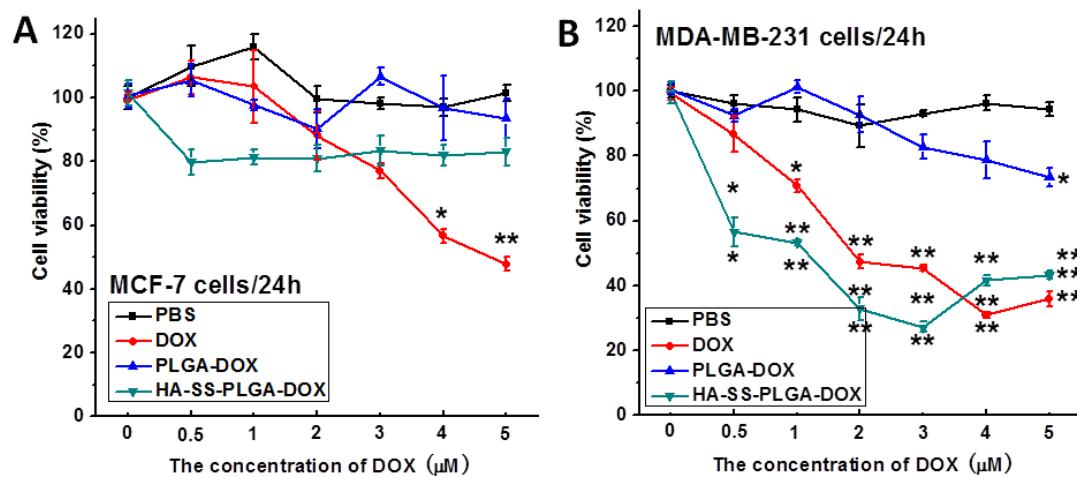 A
Cell viability (%)
120
100
80
60
40
20
0
*
**
MCF-7 cells/24h
PBS
DOX
PLGA-DOX
HA-SS-PLGA-DOX
0 0.5 1 2 3 4 5
The concentration of DOX (μM)
B
MDA-MB-231 cells/24h
Cell viability (%)
120
100
80
60
40
20
0
*
*
*
*
**
**
**
**
**
**
**
**
**
**
**
**
**
**
PBS
DOX
PLGA-DOX
HA-SS-PLGA-DOX
0 0.5 1 2 3 4 5
The concentration of DOX (μM)